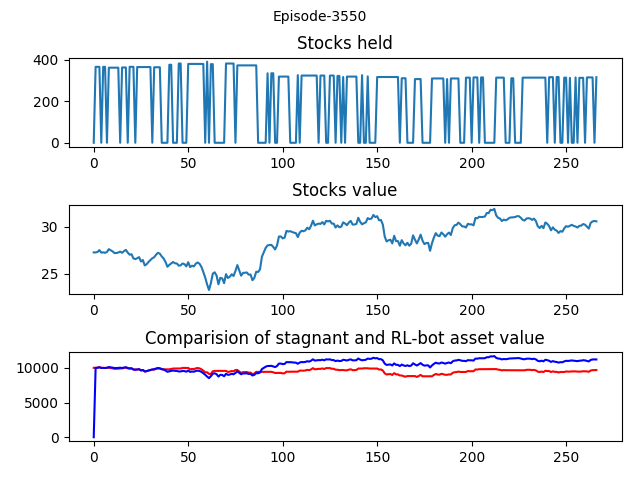 Episode-3550
Stocks held
400
200
0
0 50 100 150 200 250
Stocks value
30
25
0 50 100 150 200 250
Comparision of stagnant and RL-bot asset value
10000
5000
0
0 50 100 150 200 250